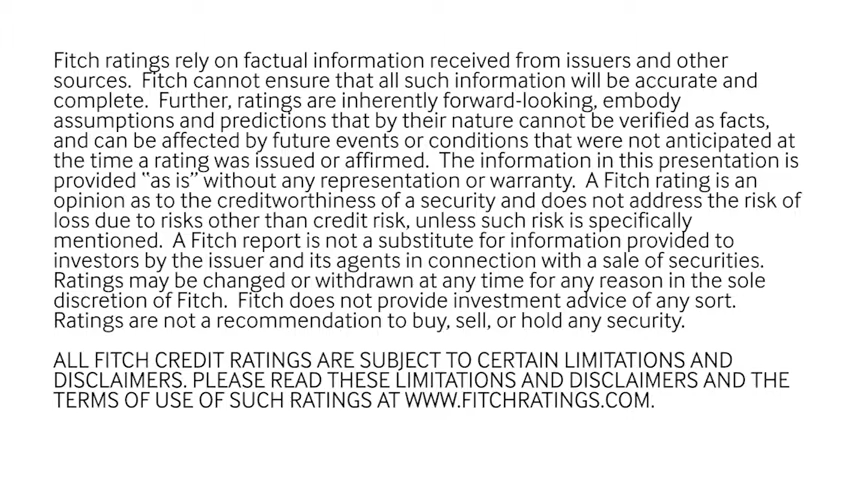 Fitch ratings rely on factual information received from issuers and other
sources.  Fitch cannot ensure that all such information will be accurate and
complete.  Further, ratings are inherently forward-looking, embody
assumptions and predictions that by their nature cannot be verified as facts,
and can be affected by future events or conditions that were not anticipated at
the time a rating was issued or affirmed.  The information in this presentation is
provided “as is” without any representation or warranty.  A Fitch rating is an
opinion as to the creditworthiness of a security and does not address the risk of
loss due to risks other than credit risk, unless such risk is specifically
mentioned.  A Fitch report is not a substitute for information provided to
investors by the issuer and its agents in connection with a sale of securities.
Ratings may be changed or withdrawn at any time for any reason in the sole
discretion of Fitch.  Fitch does not provide investment advice of any sort.
Ratings are not a recommendation to buy, sell, or hold any security.
ALL FITCH CREDIT RATINGS ARE SUBJECT TO CERTAIN LIMITATIONS AND
DISCLAIMERS. PLEASE READ THESE LIMITATIONS AND DISCLAIMERS AND THE
TERMS OF USE OF SUCH RATINGS AT WWW.FITCHRATINGS.COM.